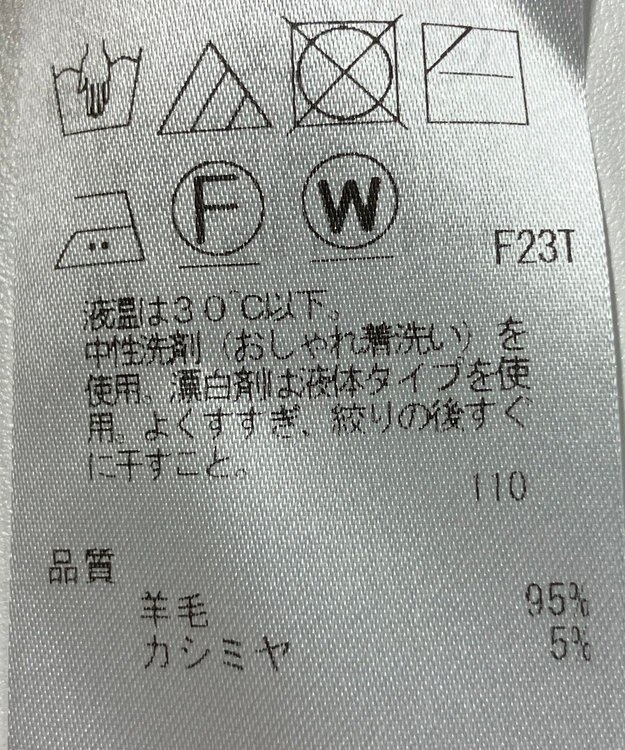 F W F23T
液温は30℃以下。
中性洗剤(おしゃれ着洗い)を
使用。漂白剤は液体タイプを使
用。よくすすぎ、絞りの後すぐ
に干すこと。
110
品質
羊毛 95%
カシミヤ 5%